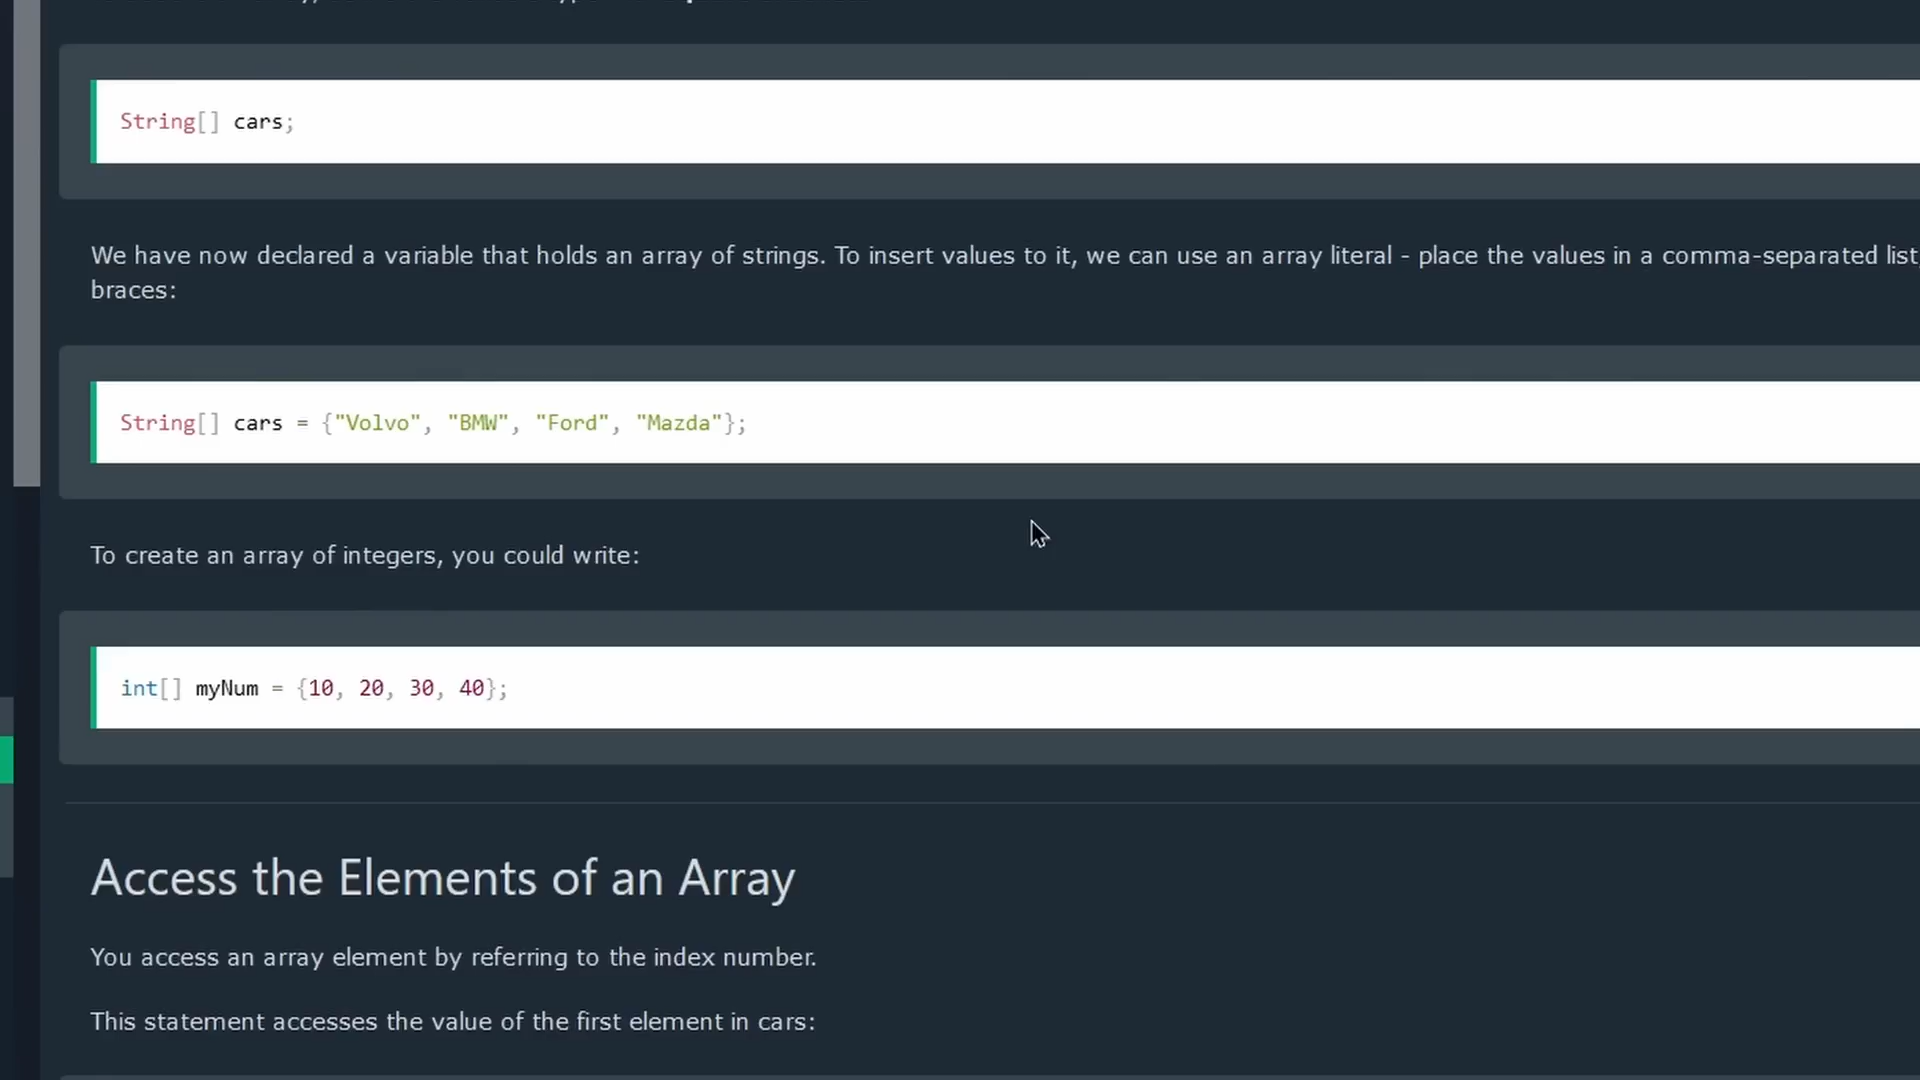 String[] cars;
We have now declared a variable that holds an array of strings. To insert values to it, we can use an array literal - place the values in a comma-separated list,
braces:
String[] cars = {"Volvo", "BMW", "Ford", "Mazda"};
To create an array of integers, you could write:
int[] myNum = {10, 20, 30, 40};
Access the Elements of an Array
You access an array element by referring to the index number.
This statement accesses the value of the first element in cars: